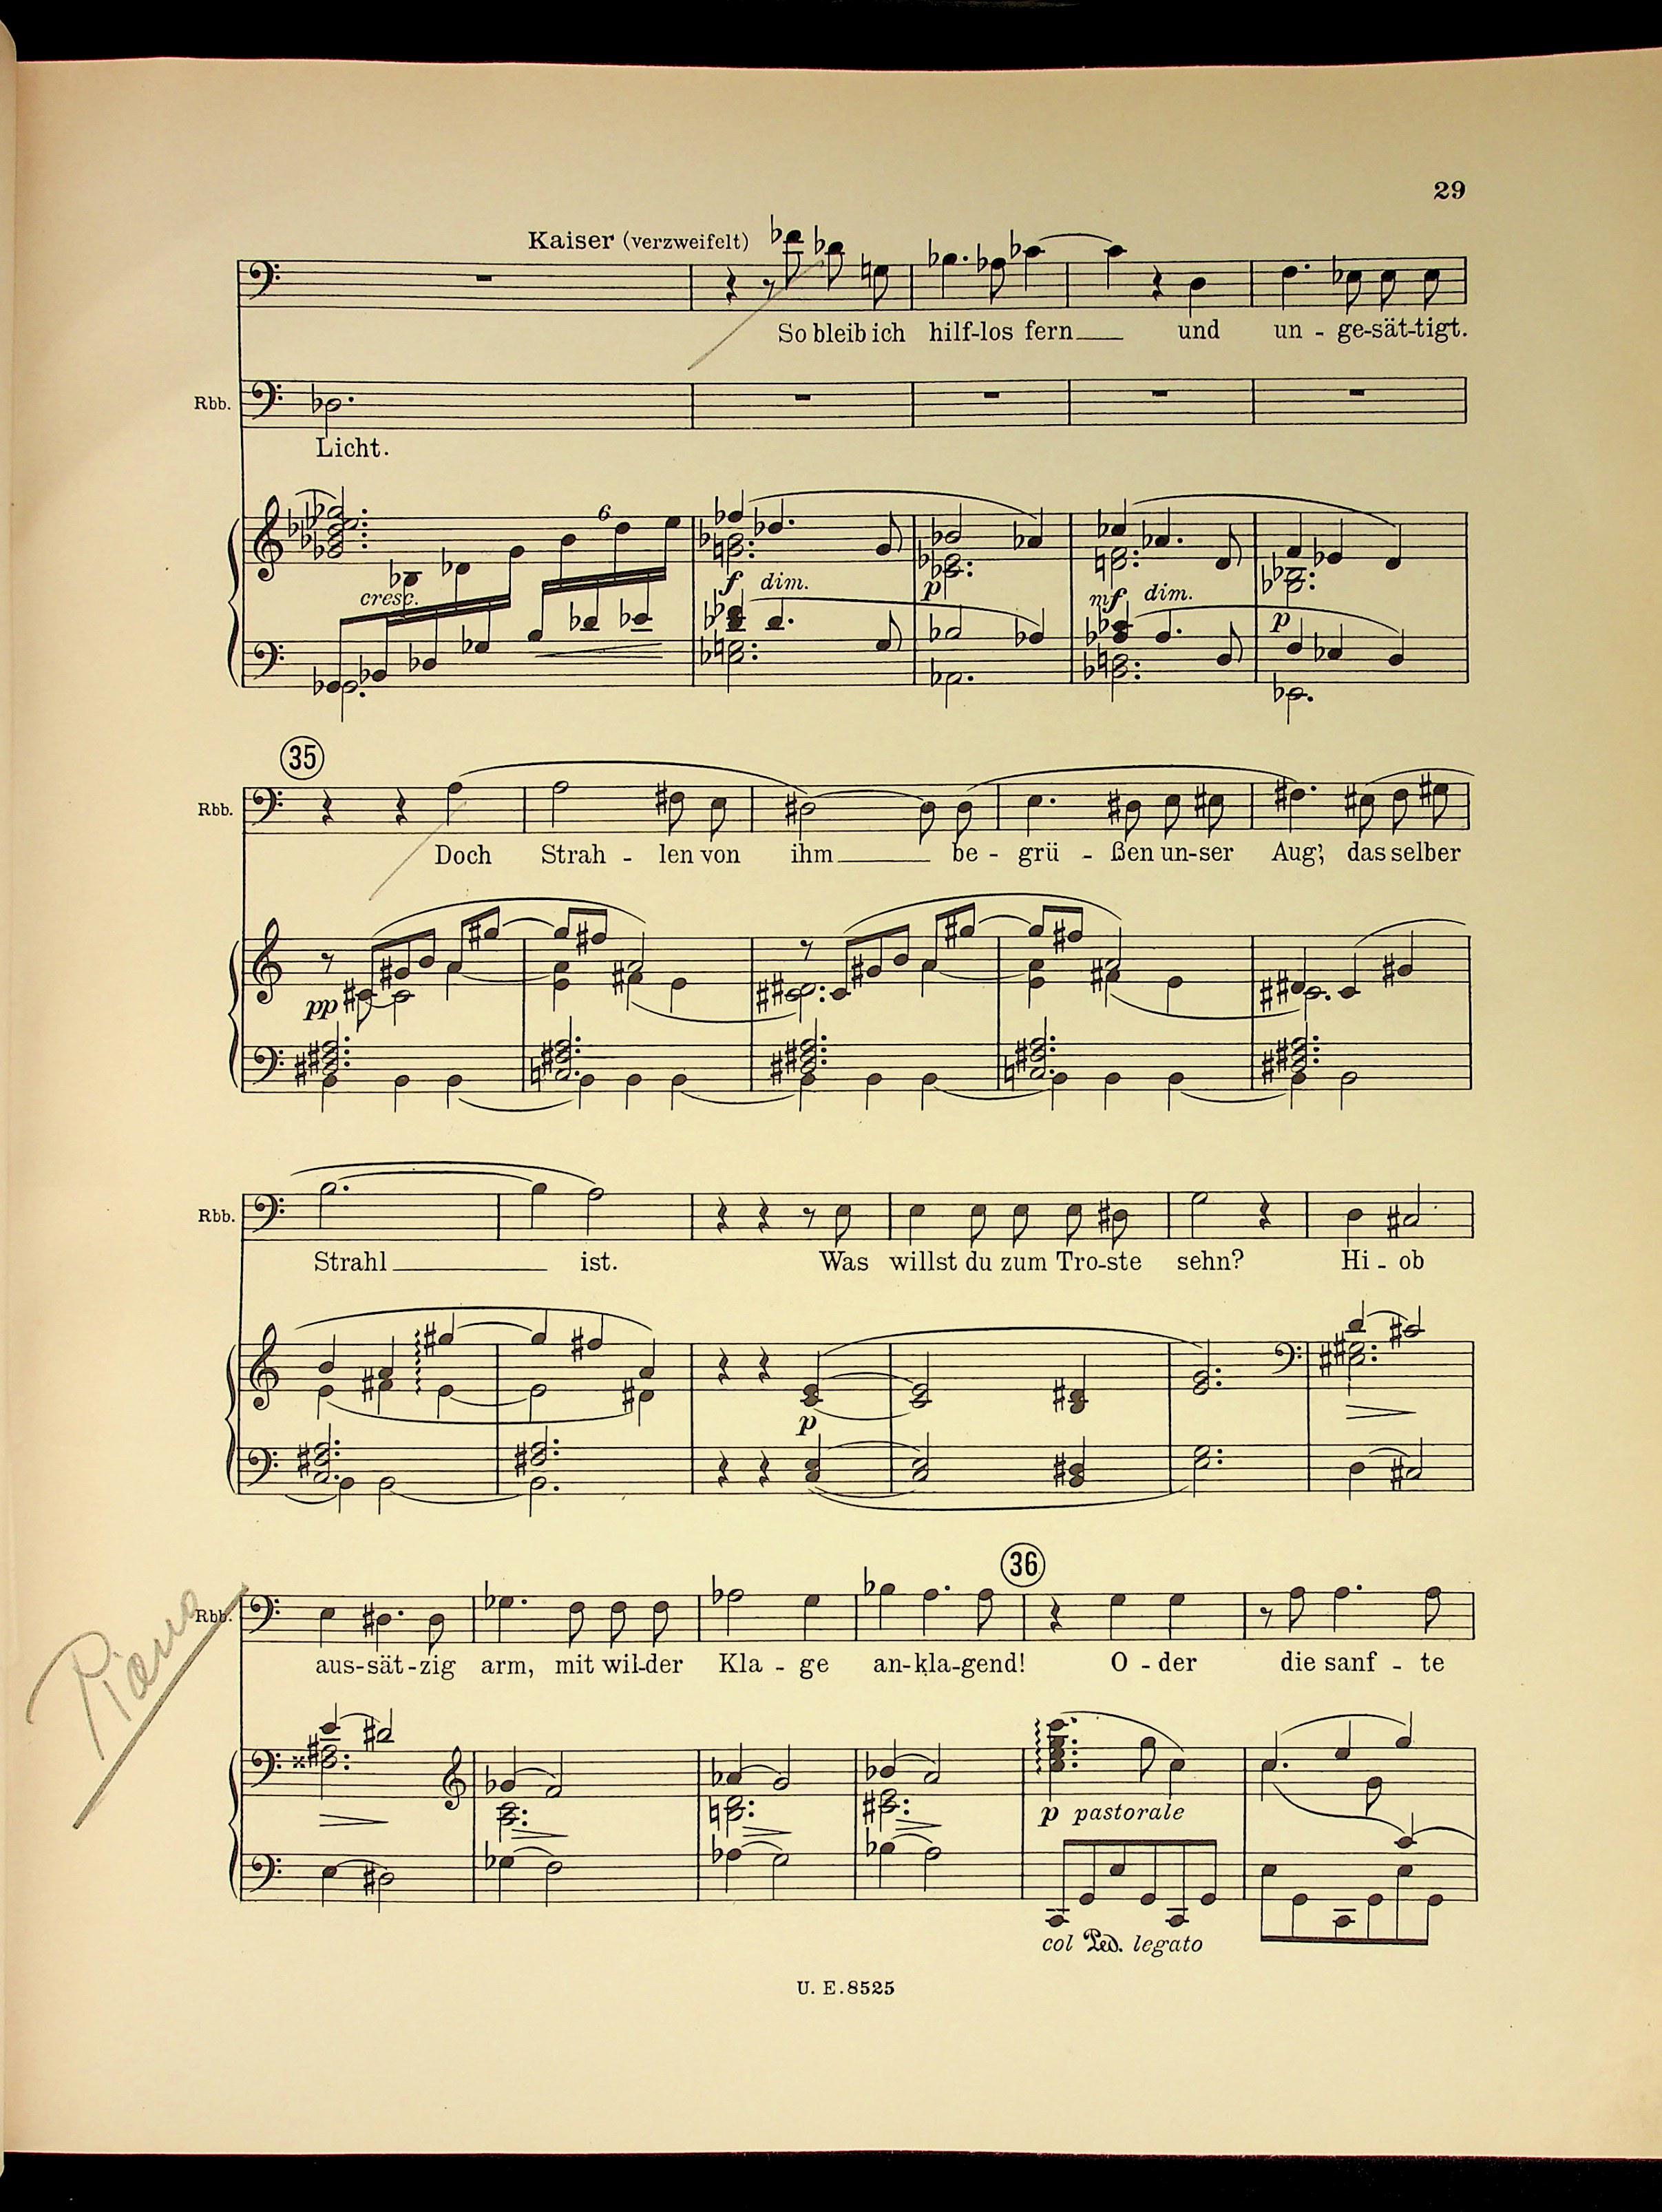 29
Kaiser (verzweifelt)
So bleib ich hilf-los fern und un - ge-sät-tigt.
Rbb.
Licht.
cresc.
6
f dim. p mf dim. p
35
Rbb.
Doch Strah - len von ihm be - grü - ßen un-ser Aug', das selber
pp
Rbb.
Strahl ist. Was willst du zum Tro-ste sehn? Hi - ob
p
36
Rbb.
Piano
aus-sät-zig arm, mit wil-der Kla - ge an-kla-gend! O - der die sanf - te
p pastorale
col Ped. legato
U. E. 8525